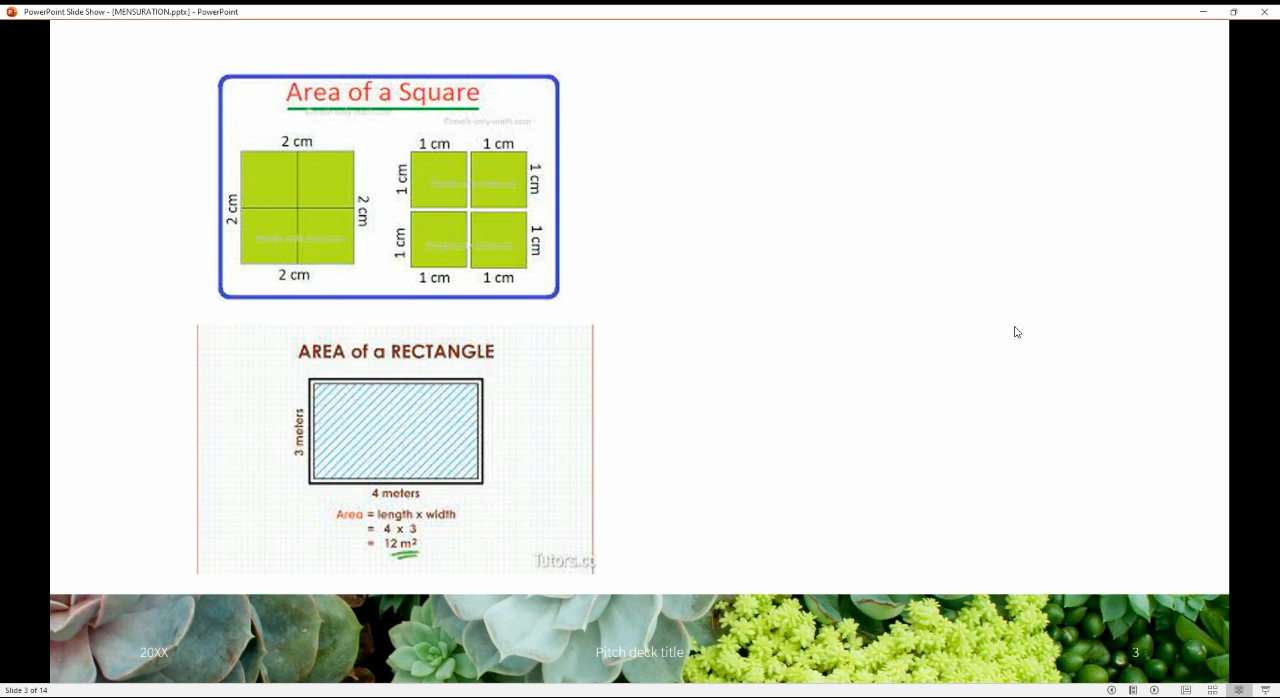 PowerPoint Slide Show - [MENSURATION.pptx] - PowerPoint
Area of a Square
2 cm
2 cm
2 cm
2 cm
1 cm 1 cm
1 cm
1 cm
1 cm
1 cm
1 cm 1 cm
AREA of a RECTANGLE
3 meters
4 meters
Area = length x width
= 4 x 3
= 12 m²
20XX
Pitch deck title
3
Slide 3 of 14